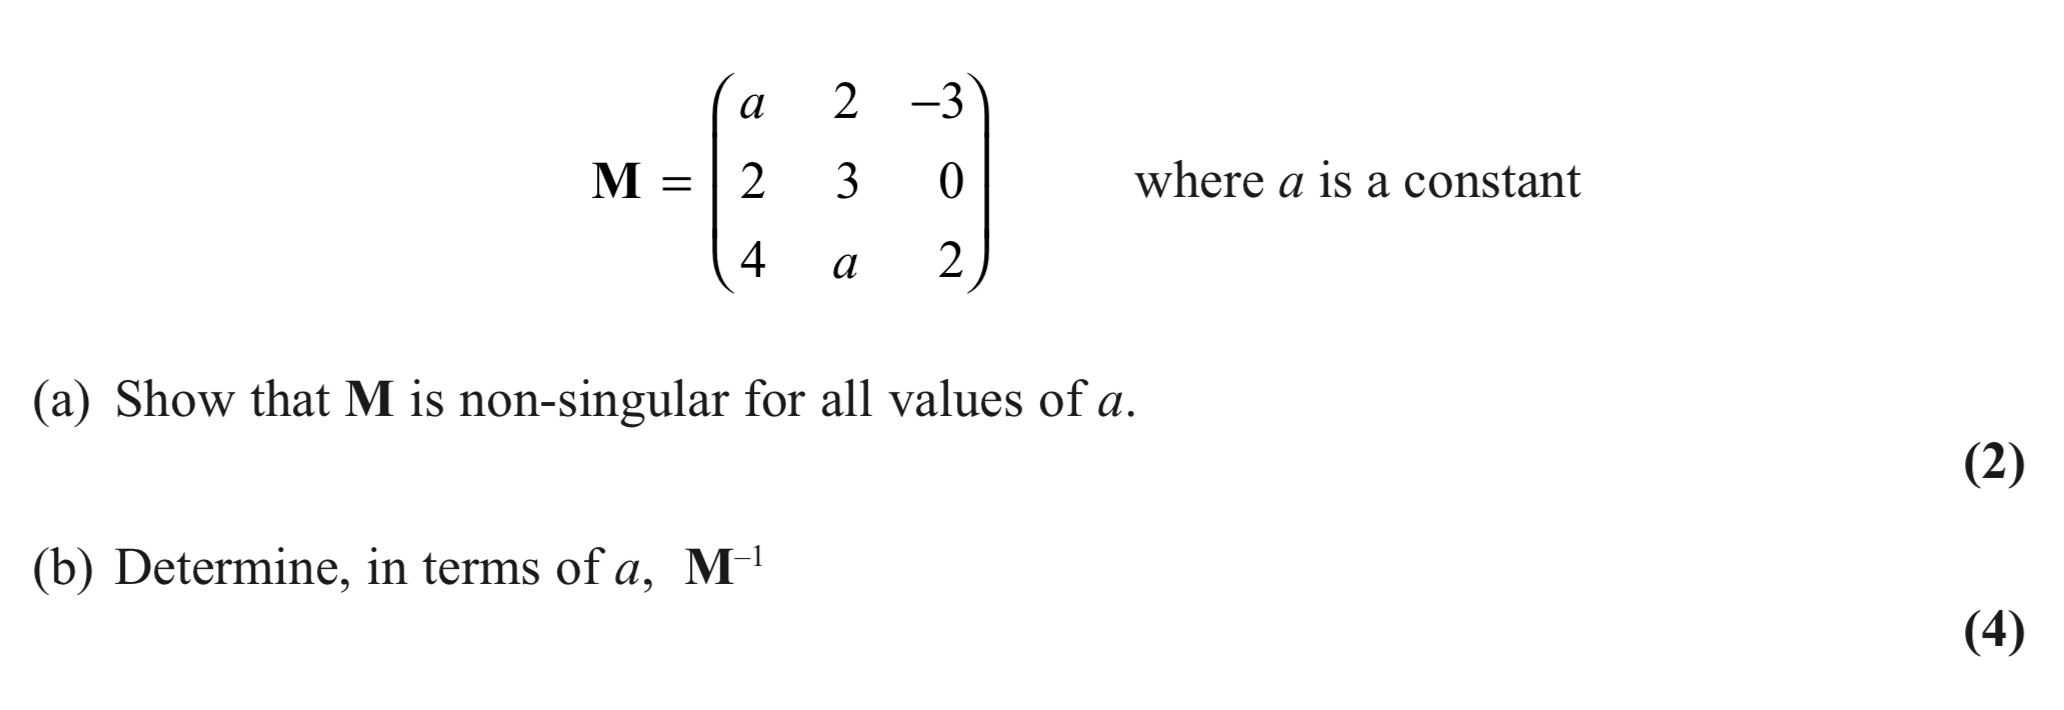 a 2 −3
M = 2 3 0 where a is a constant
4 a 2
(a) Show that M is non-singular for all values of a.
(2)
(b) Determine, in terms of a, M⁻¹
(4)